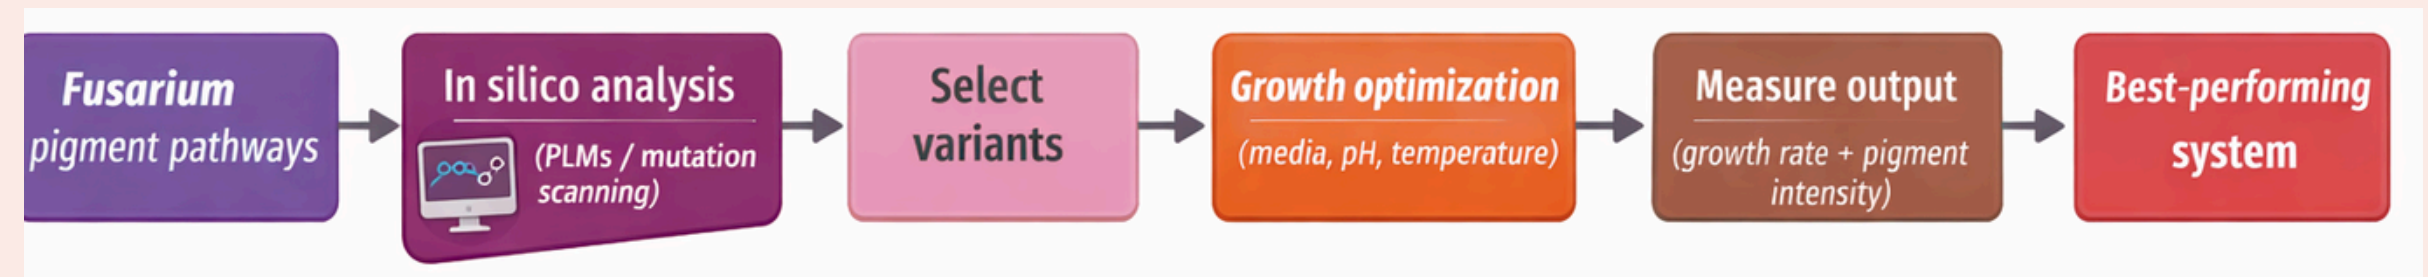 Fusarium
pigment pathways
In silico analysis
(PLMs / mutation
scanning)
Select
variants
Growth optimization
(media, pH, temperature)
Measure output
(growth rate + pigment
intensity)
Best-performing
system